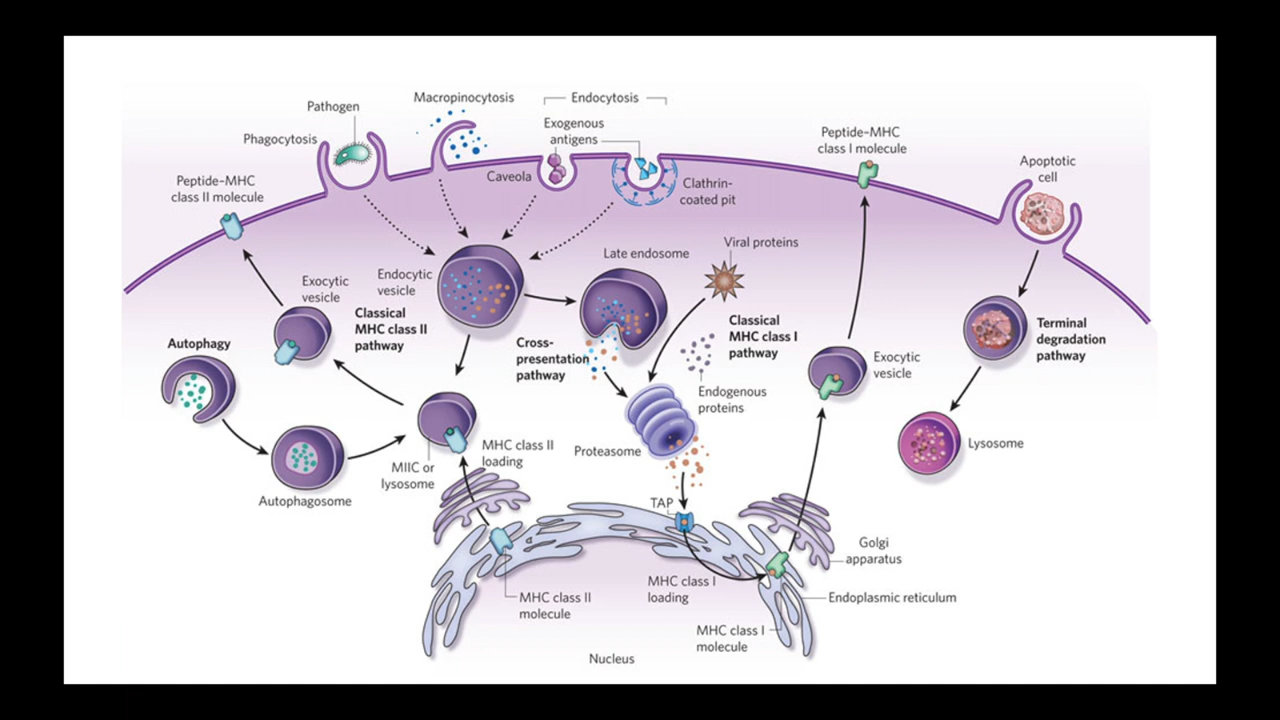 Macropinocytosis
Endocytosis
Pathogen
Exogenous
antigens
Phagocytosis
Peptide–MHC
class I molecule
Apoptotic
cell
Peptide–MHC
class II molecule
Caveola
Clathrin-
coated pit
Viral proteins
Late endosome
Endocytic
vesicle
Exocytic
vesicle
Classical
MHC class II
pathway
Classical
MHC class I
pathway
Terminal
degradation
pathway
Autophagy
Cross-
presentation
pathway
Exocytic
vesicle
Endogenous
proteins
MHC class II
loading
Proteasome
Lysosome
MIIC or
lysosome
Autophagosome
TAP
Golgi
apparatus
MHC class I
loading
MHC class II
molecule
Endoplasmic reticulum
MHC class I
molecule
Nucleus